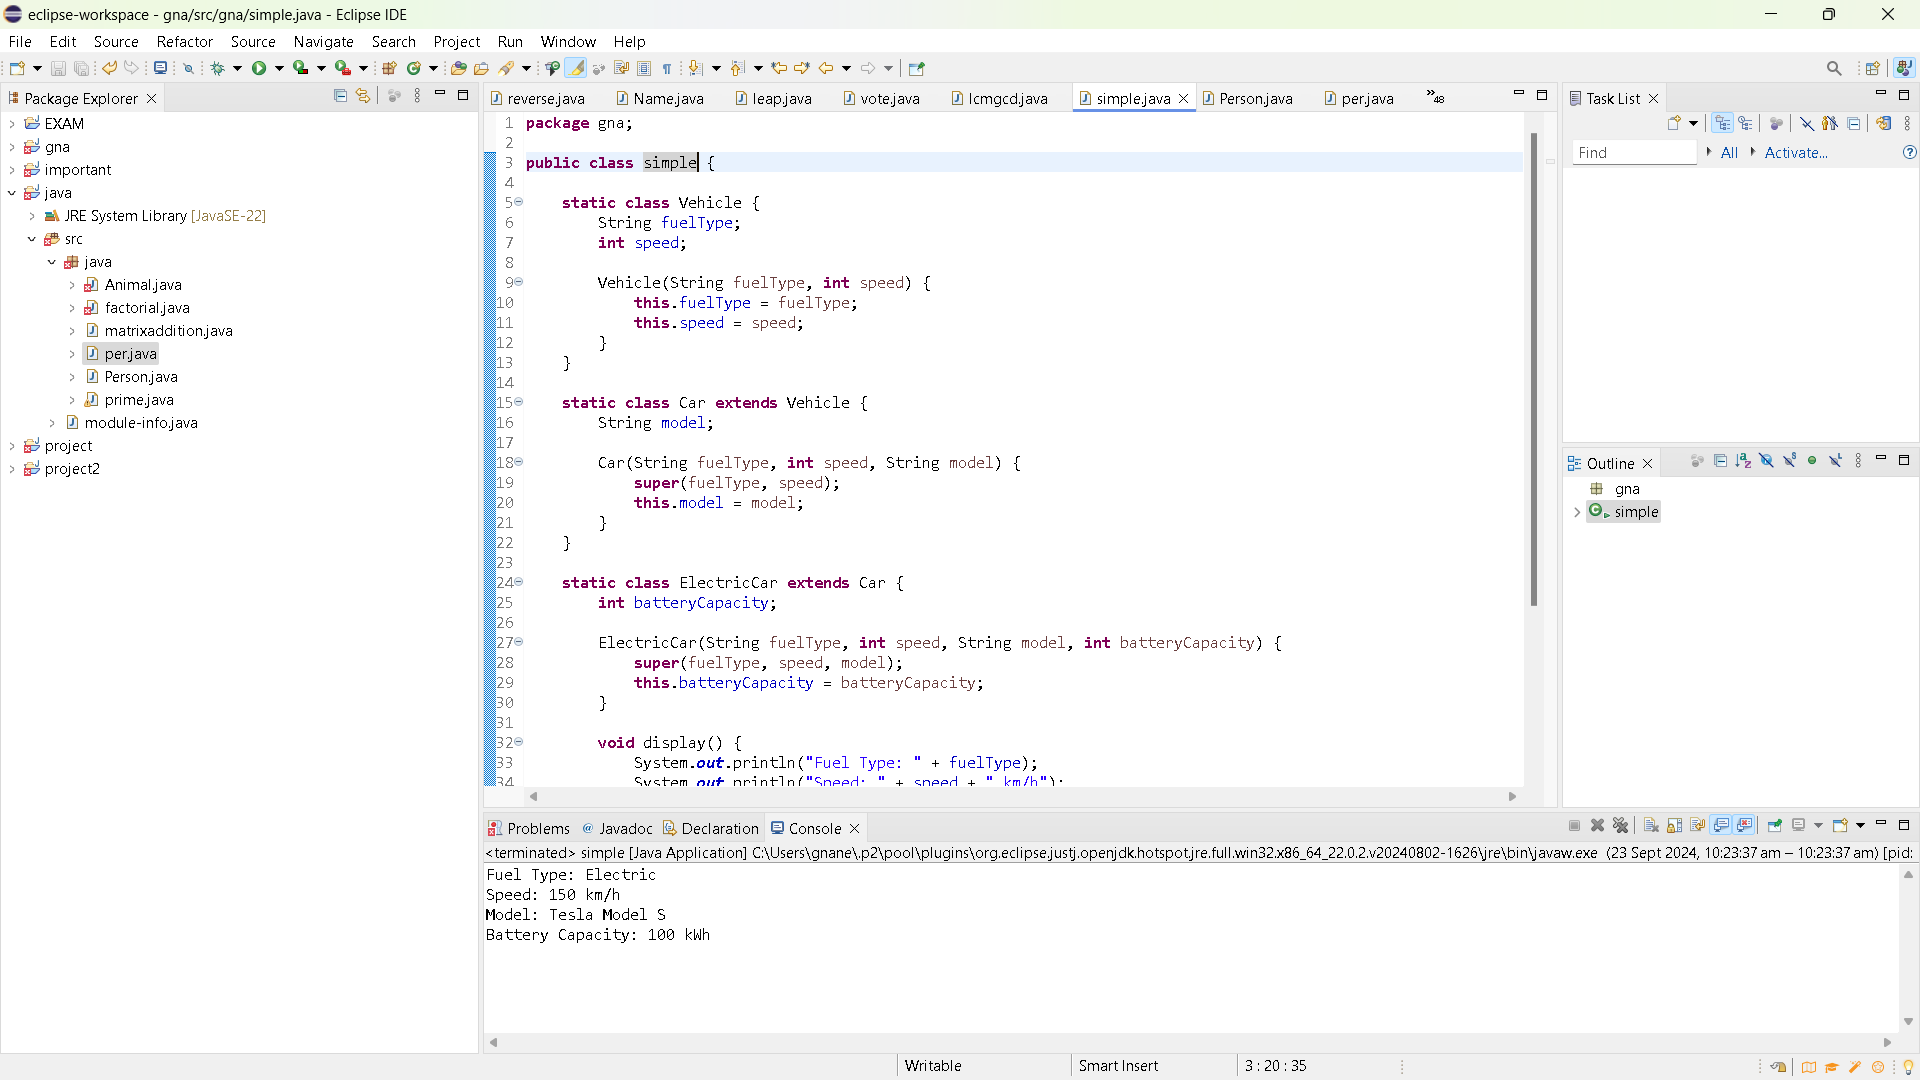 eclipse-workspace - gna/src/gna/simple.java - Eclipse IDE
File Edit Source Refactor Source Navigate Search Project Run Window Help
Package Explorer
EXAM
gna
important
java
JRE System Library [JavaSE-22]
src
java
Animal.java
factorial.java
matrixaddition.java
per.java
Person.java
prime.java
module-info.java
project
project2
reverse.java Name.java leap.java vote.java lcmgcd.java simple.java Person.java per.java »48
1 package gna;
2
3 public class simple {
4
5 static class Vehicle {
6 String fuelType;
7 int speed;
8
9 Vehicle(String fuelType, int speed) {
10 this.fuelType = fuelType;
11 this.speed = speed;
12 }
13 }
14
15 static class Car extends Vehicle {
16 String model;
17
18 Car(String fuelType, int speed, String model) {
19 super(fuelType, speed);
20 this.model = model;
21 }
22 }
23
24 static class ElectricCar extends Car {
25 int batteryCapacity;
26
27 ElectricCar(String fuelType, int speed, String model, int batteryCapacity) {
28 super(fuelType, speed, model);
29 this.batteryCapacity = batteryCapacity;
30 }
31
32 void display() {
33 System.out.println("Fuel Type: " + fuelType);
34 System.out.println("Speed: " + speed + " km/h");
Task List
Find All Activate...
Outline
gna
simple
Problems @ Javadoc Declaration Console
<terminated> simple [Java Application] C:\Users\gnane\.p2\pool\plugins\org.eclipse.justj.openjdk.hotspot.jre.full.win32.x86_64_22.0.2.v20240802-1626\jre\bin\javaw.exe (23 Sept 2024, 10:23:37 am – 10:23:37 am) [pid:
Fuel Type: Electric
Speed: 150 km/h
Model: Tesla Model S
Battery Capacity: 100 kWh
Writable Smart Insert 3 : 20 : 35